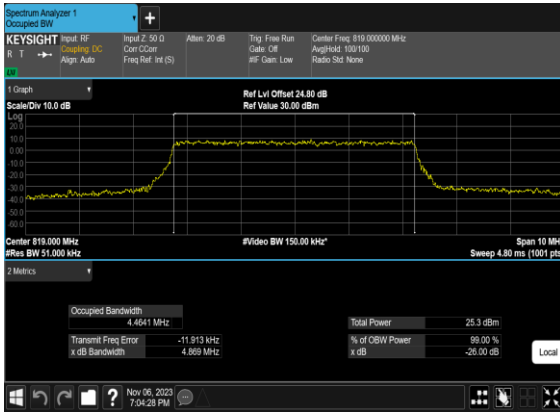 Spectrum Analyzer 1
Occupied BW
KEYSIGHT
R T
LW
Input: RF
Coupling: DC
Align: Auto
Input Z: 50 Ω
Corr CCorr
Freq Ref: Int (S)
Atten: 20 dB
Trig: Free Run
Gate: Off
#IF Gain: Low
Center Freq: 819.000000 MHz
Avg|Hold: 100/100
Radio Std: None
1 Graph
Scale/Div 10.0 dB
Ref Lvl Offset 24.80 dB
Ref Value 30.00 dBm
Log
20.0
10.0
0.00
-10.0
-20.0
-30.0
-40.0
-50.0
-60.0
Center 819.000 MHz
#Res BW 51.000 kHz
#Video BW 150.00 kHz*
Span 10 MH
Sweep 4.80 ms (1001 pts
2 Metrics
Occupied Bandwidth
4.4641 MHz
Transmit Freq Error -11.913 kHz
x dB Bandwidth 4.869 MHz
Total Power 25.3 dBm
% of OBW Power 99.00 %
x dB -26.00 dB
Local
?
Nov 06, 2023
7:04:28 PM